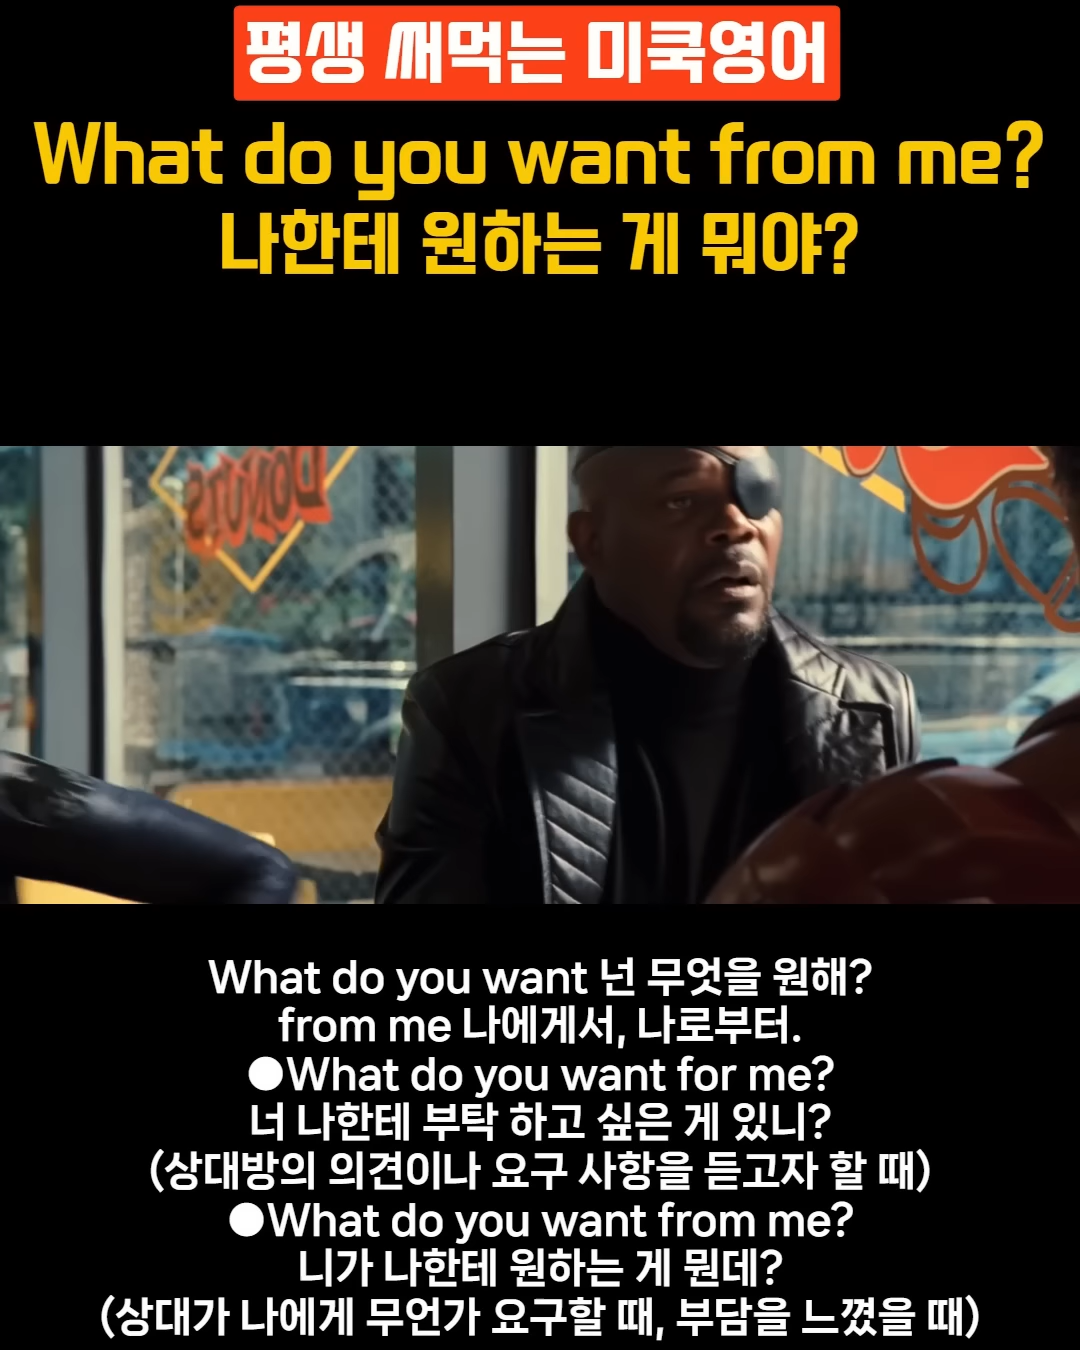 평생 써먹는 미쿡영어
What do you want from me?
나한테 원하는 게 뭐야?
DONUTS
What do you want 넌 무엇을 원해?
from me 나에게서, 나로부터.
●What do you want for me?
너 나한테 부탁 하고 싶은 게 있니?
(상대방의 의견이나 요구 사항을 듣고자 할 때)
●What do you want from me?
니가 나한테 원하는 게 뭔데?
(상대가 나에게 무언가 요구할 때, 부담을 느꼈을 때)